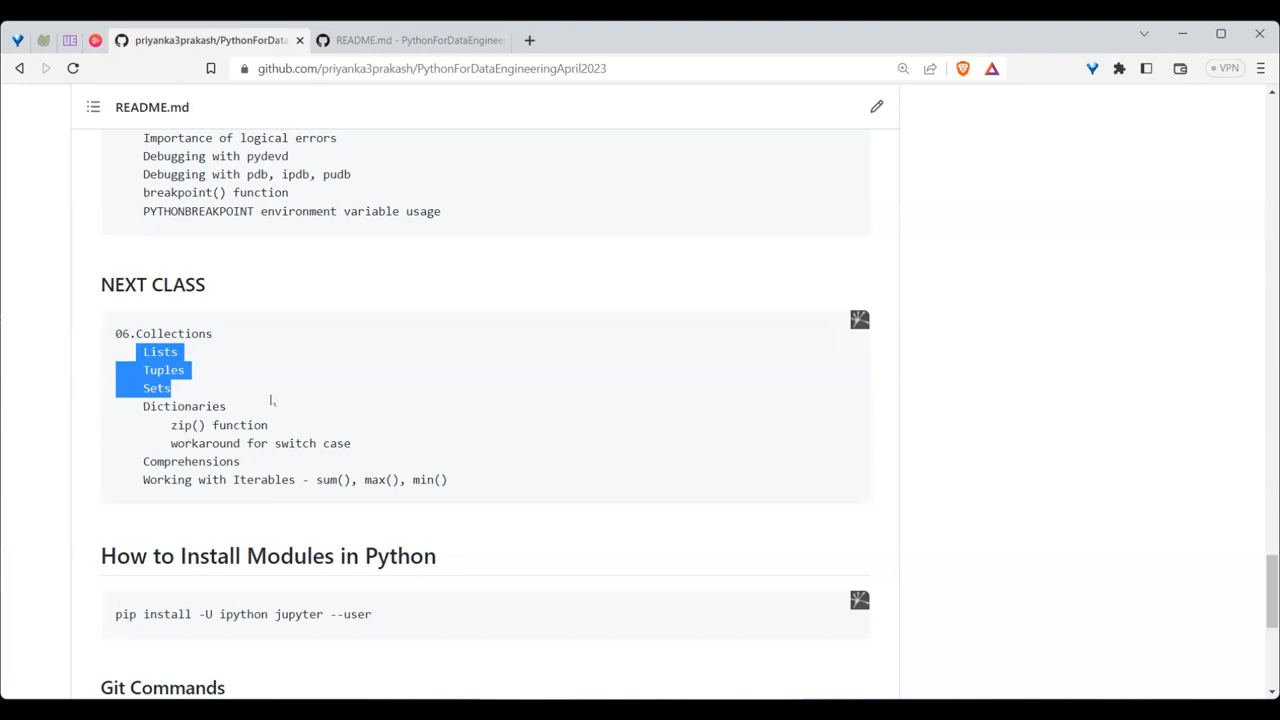 priyanka3prakash/PythonForData
README.md - PythonForDataEnginee
github.com/priyanka3prakash/PythonForDataEngineeringApril2023
VPN
README.md
Importance of logical errors
Debugging with pydevd
Debugging with pdb, ipdb, pudb
breakpoint() function
PYTHONBREAKPOINT environment variable usage
NEXT CLASS
06.Collections
Lists
Tuples
Sets
Dictionaries
zip() function
workaround for switch case
Comprehensions
Working with Iterables - sum(), max(), min()
How to Install Modules in Python
pip install -U ipython jupyter --user
Git Commands